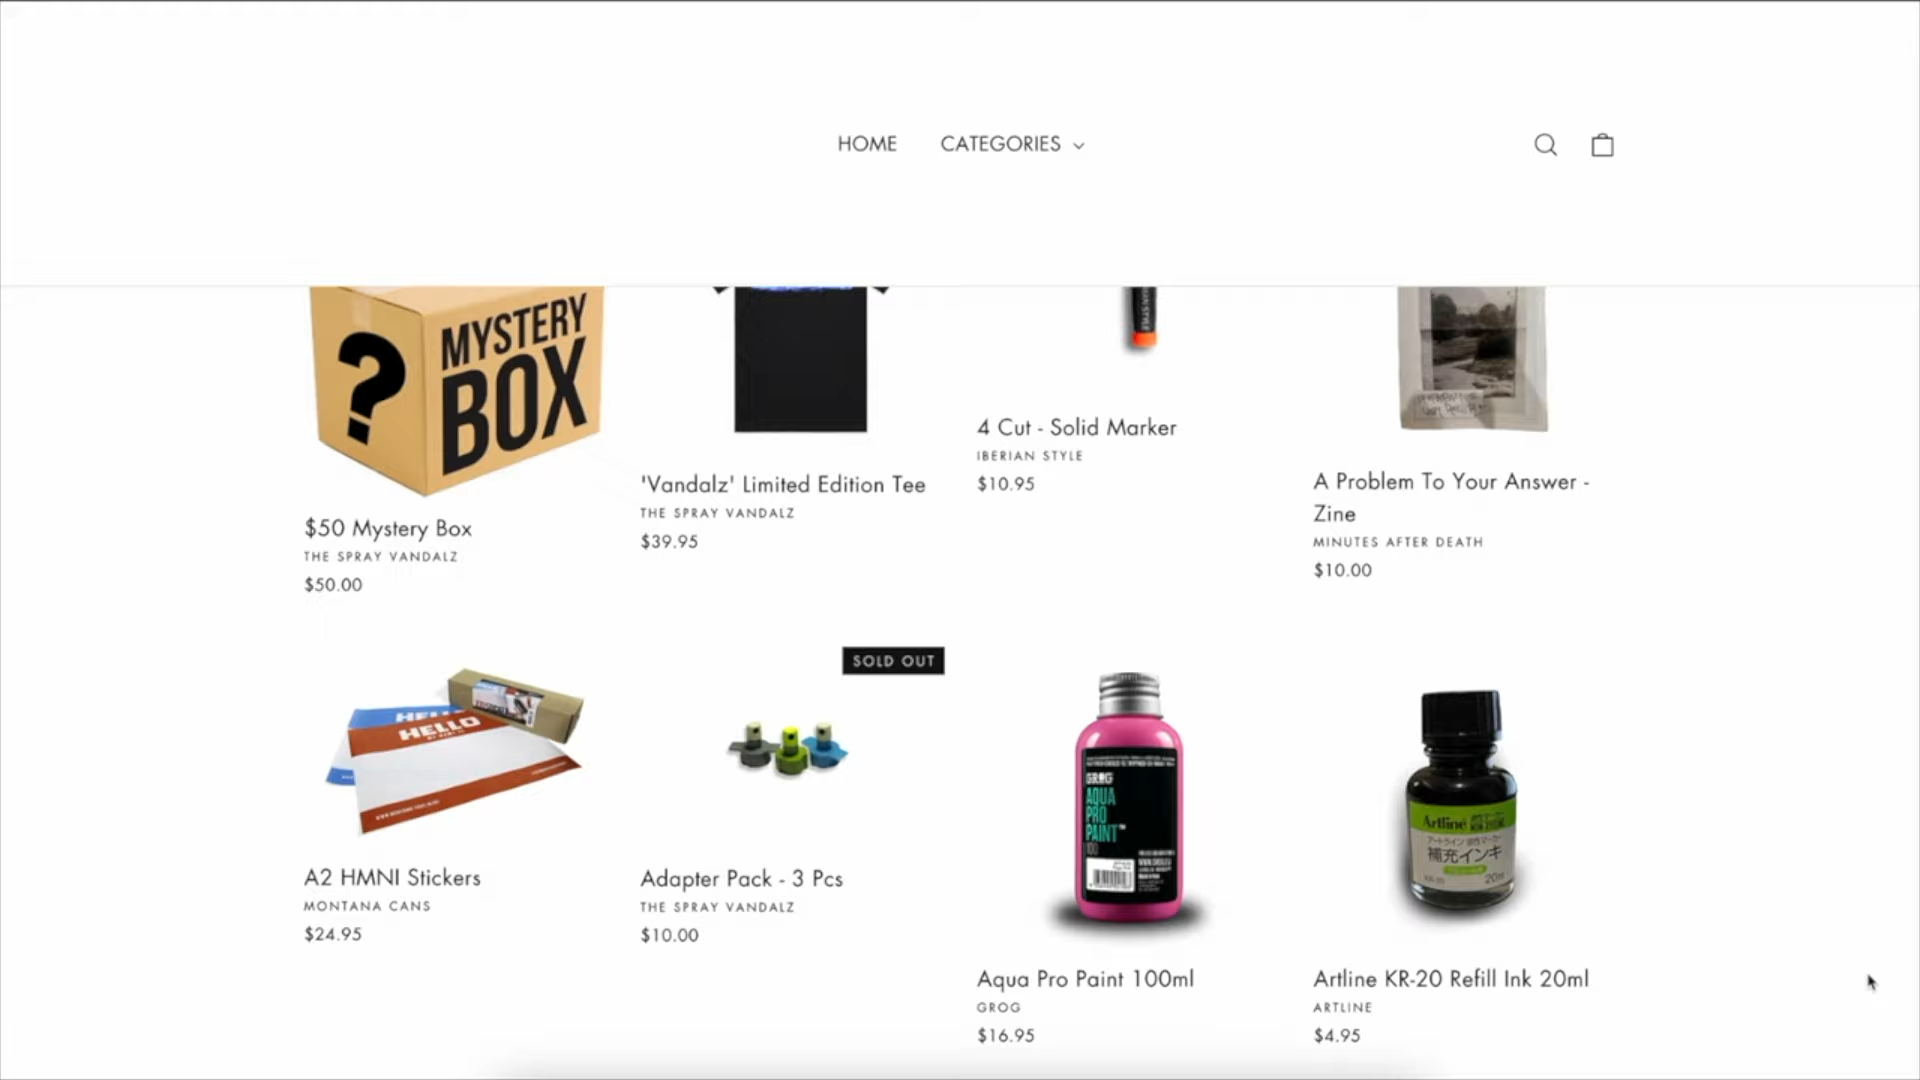 HOME
CATEGORIES
MYSTERY
BOX
?
$50 Mystery Box
THE SPRAY VANDALZ
$50.00
'Vandalz' Limited Edition Tee
THE SPRAY VANDALZ
$39.95
4 Cut - Solid Marker
IBERIAN STYLE
$10.95
A Problem To Your Answer -
Zine
MINUTES AFTER DEATH
$10.00
HELLO
HELLO
A2 HMNI Stickers
MONTANA CANS
$24.95
SOLD OUT
Adapter Pack - 3 Pcs
THE SPRAY VANDALZ
$10.00
GROG
AQUA
PRO
PAINT™
100
Aqua Pro Paint 100ml
GROG
$16.95
Artline
補充インキ
20ml
Artline KR-20 Refill Ink 20ml
ARTLINE
$4.95